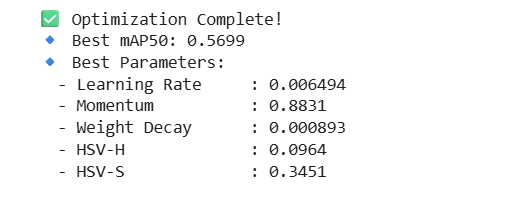 ✅ Optimization Complete!
🔹 Best mAP50: 0.5699
🔹 Best Parameters:
- Learning Rate : 0.006494
- Momentum : 0.8831
- Weight Decay : 0.000893
- HSV-H : 0.0964
- HSV-S : 0.3451